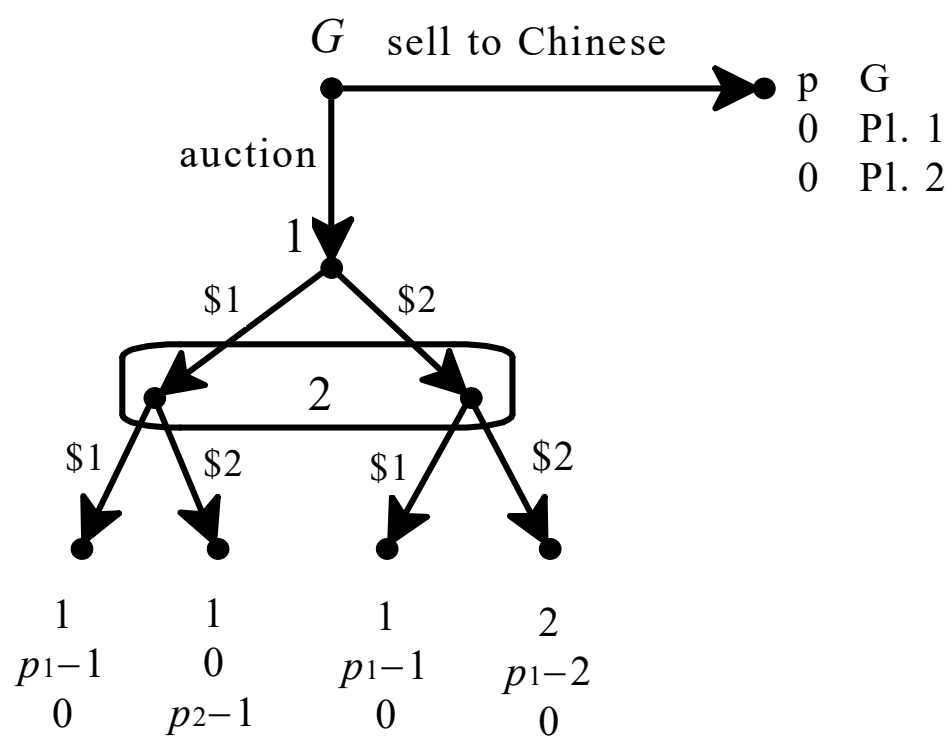 G sell to Chinese
p G
0 Pl. 1
0 Pl. 2
auction
1
$1 $2
2
$1 $2 $1 $2
1 1 1 2
p1−1 0 p1−1 p1−2
0 p2−1 0 0